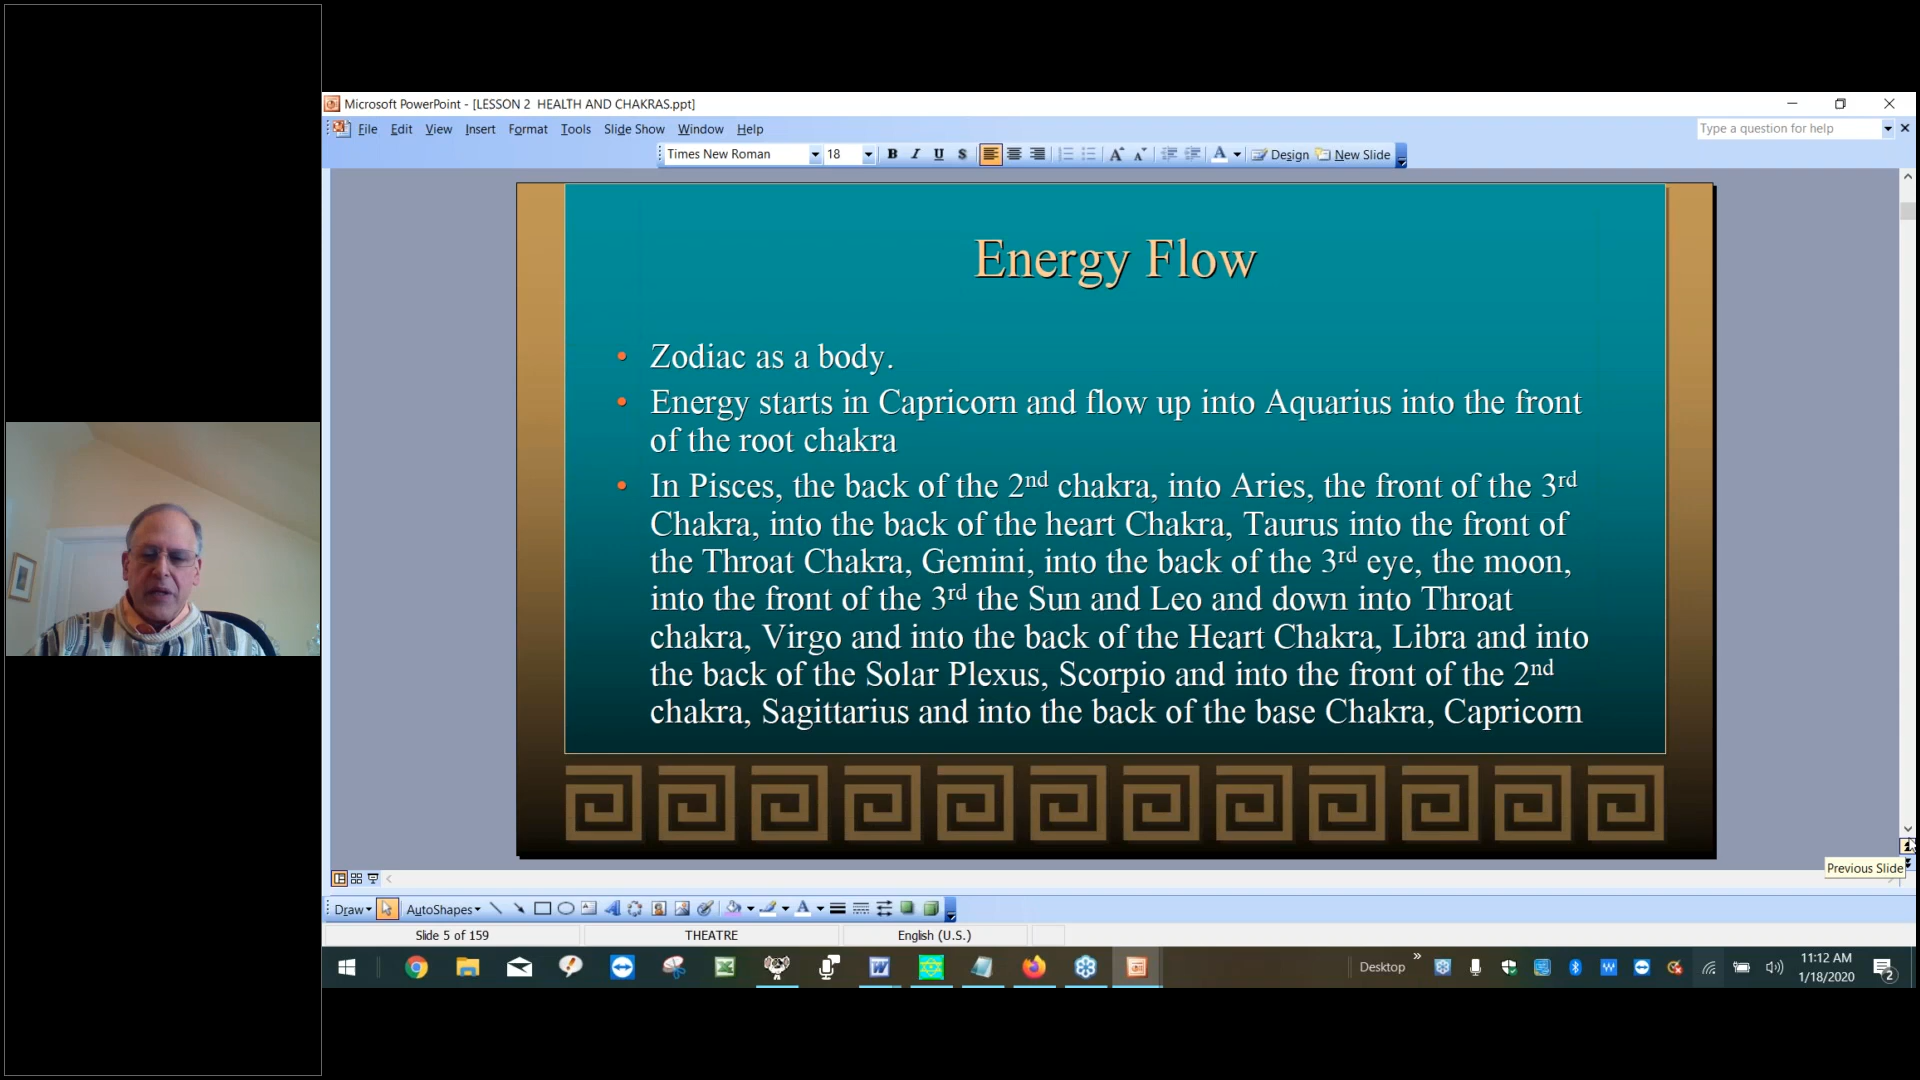 Microsoft PowerPoint - [LESSON 2  HEALTH AND CHAKRAS.ppt]
File Edit View Insert Format Tools Slide Show Window Help
Type a question for help
Times New Roman 18 B I U S A A A Design New Slide
Energy Flow
• Zodiac as a body.
• Energy starts in Capricorn and flow up into Aquarius into the front
of the root chakra
• In Pisces, the back of the 2nd chakra, into Aries, the front of the 3rd
Chakra, into the back of the heart Chakra, Taurus into the front of
the Throat Chakra, Gemini, into the back of the 3rd eye, the moon,
into the front of the 3rd the Sun and Leo and down into Throat
chakra, Virgo and into the back of the Heart Chakra, Libra and into
the back of the Solar Plexus, Scorpio and into the front of the 2nd
chakra, Sagittarius and into the back of the base Chakra, Capricorn
Previous Slide
Draw AutoShapes A
Slide 5 of 159 THEATRE English (U.S.)
Desktop
11:12 AM
1/18/2020
2